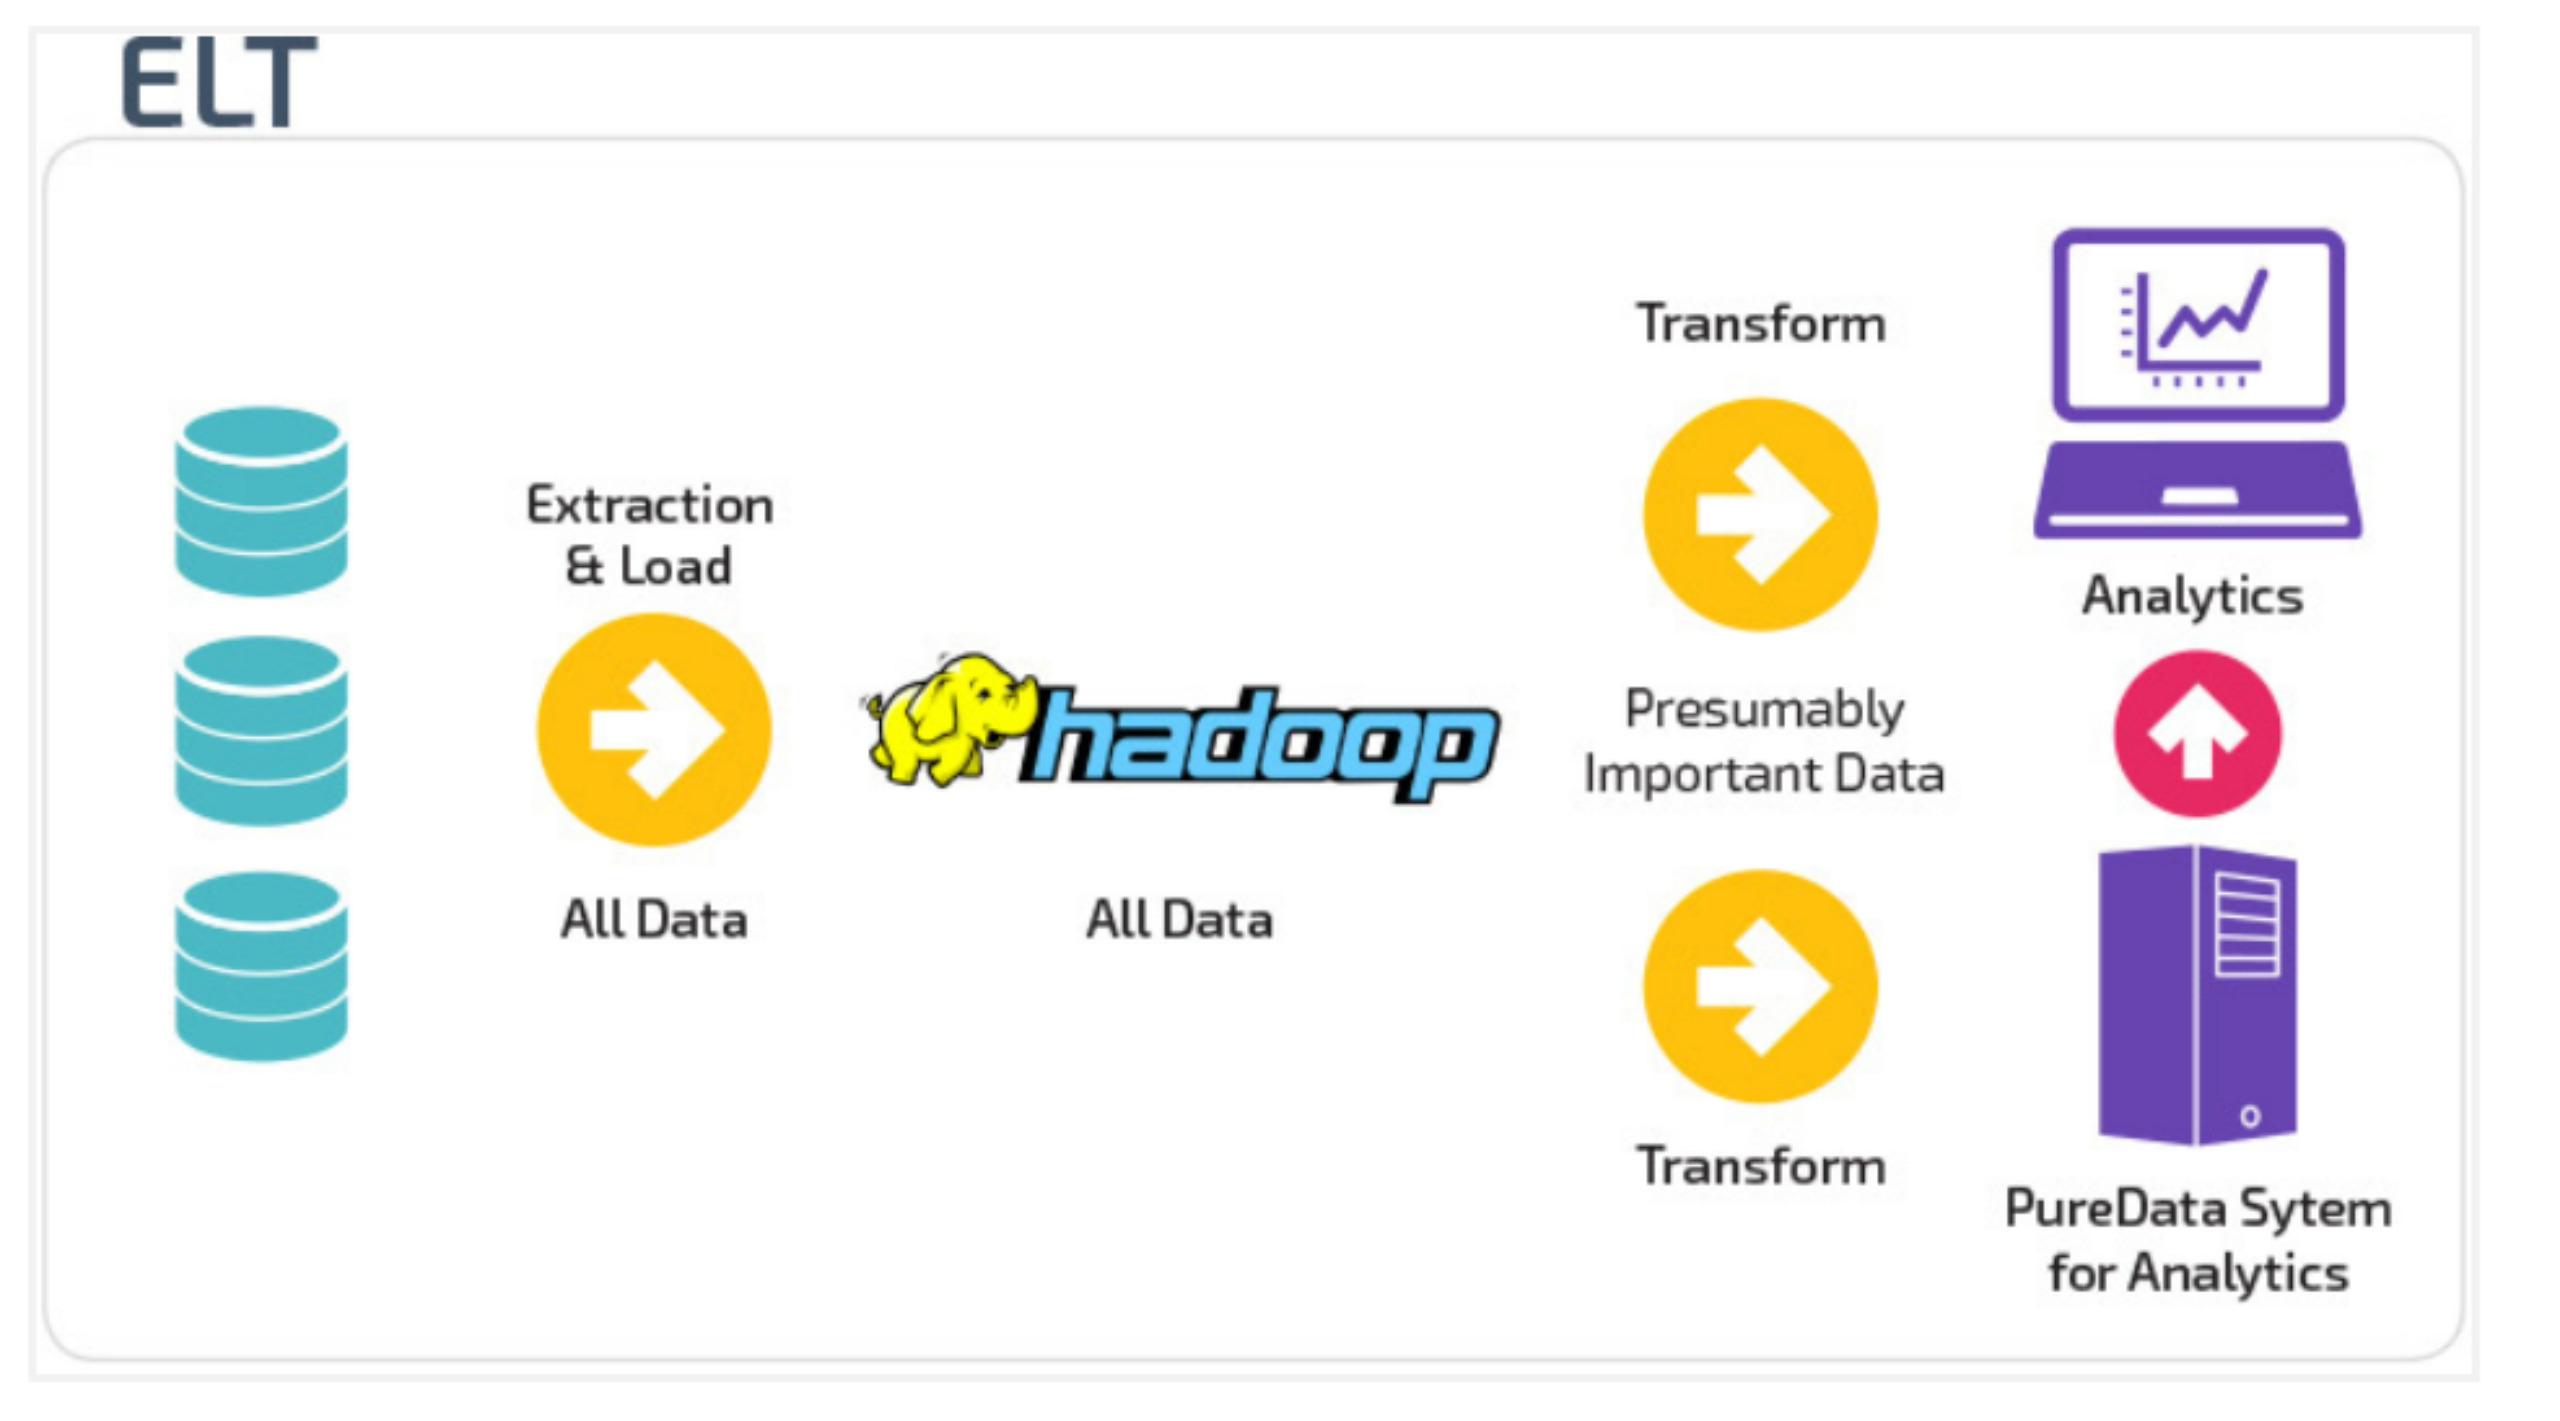 ELT
Extraction
& Load
All Data
hadoop
All Data
Transform
Presumably
Important Data
Transform
Analytics
PureData Sytem
for Analytics